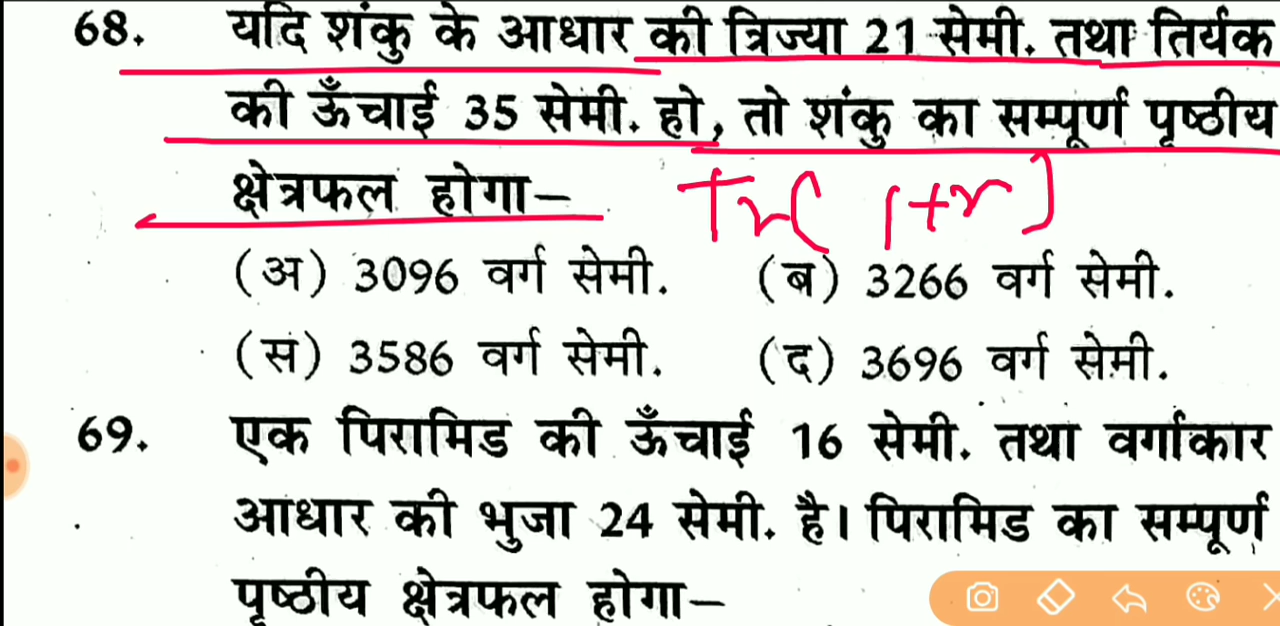 68. यदि शंकु के आधार की त्रिज्या 21 सेमी. तथा तिर्यक
की ऊँचाई 35 सेमी. हो, तो शंकु का सम्पूर्ण पृष्ठीय
क्षेत्रफल होगा– πr( l+r)
(अ) 3096 वर्ग सेमी. (ब) 3266 वर्ग सेमी.
(स) 3586 वर्ग सेमी. (द) 3696 वर्ग सेमी.
69. एक पिरामिड की ऊँचाई 16 सेमी. तथा वर्गाकार
आधार की भुजा 24 सेमी. है। पिरामिड का सम्पूर्ण
पृष्ठीय क्षेत्रफल होगा–